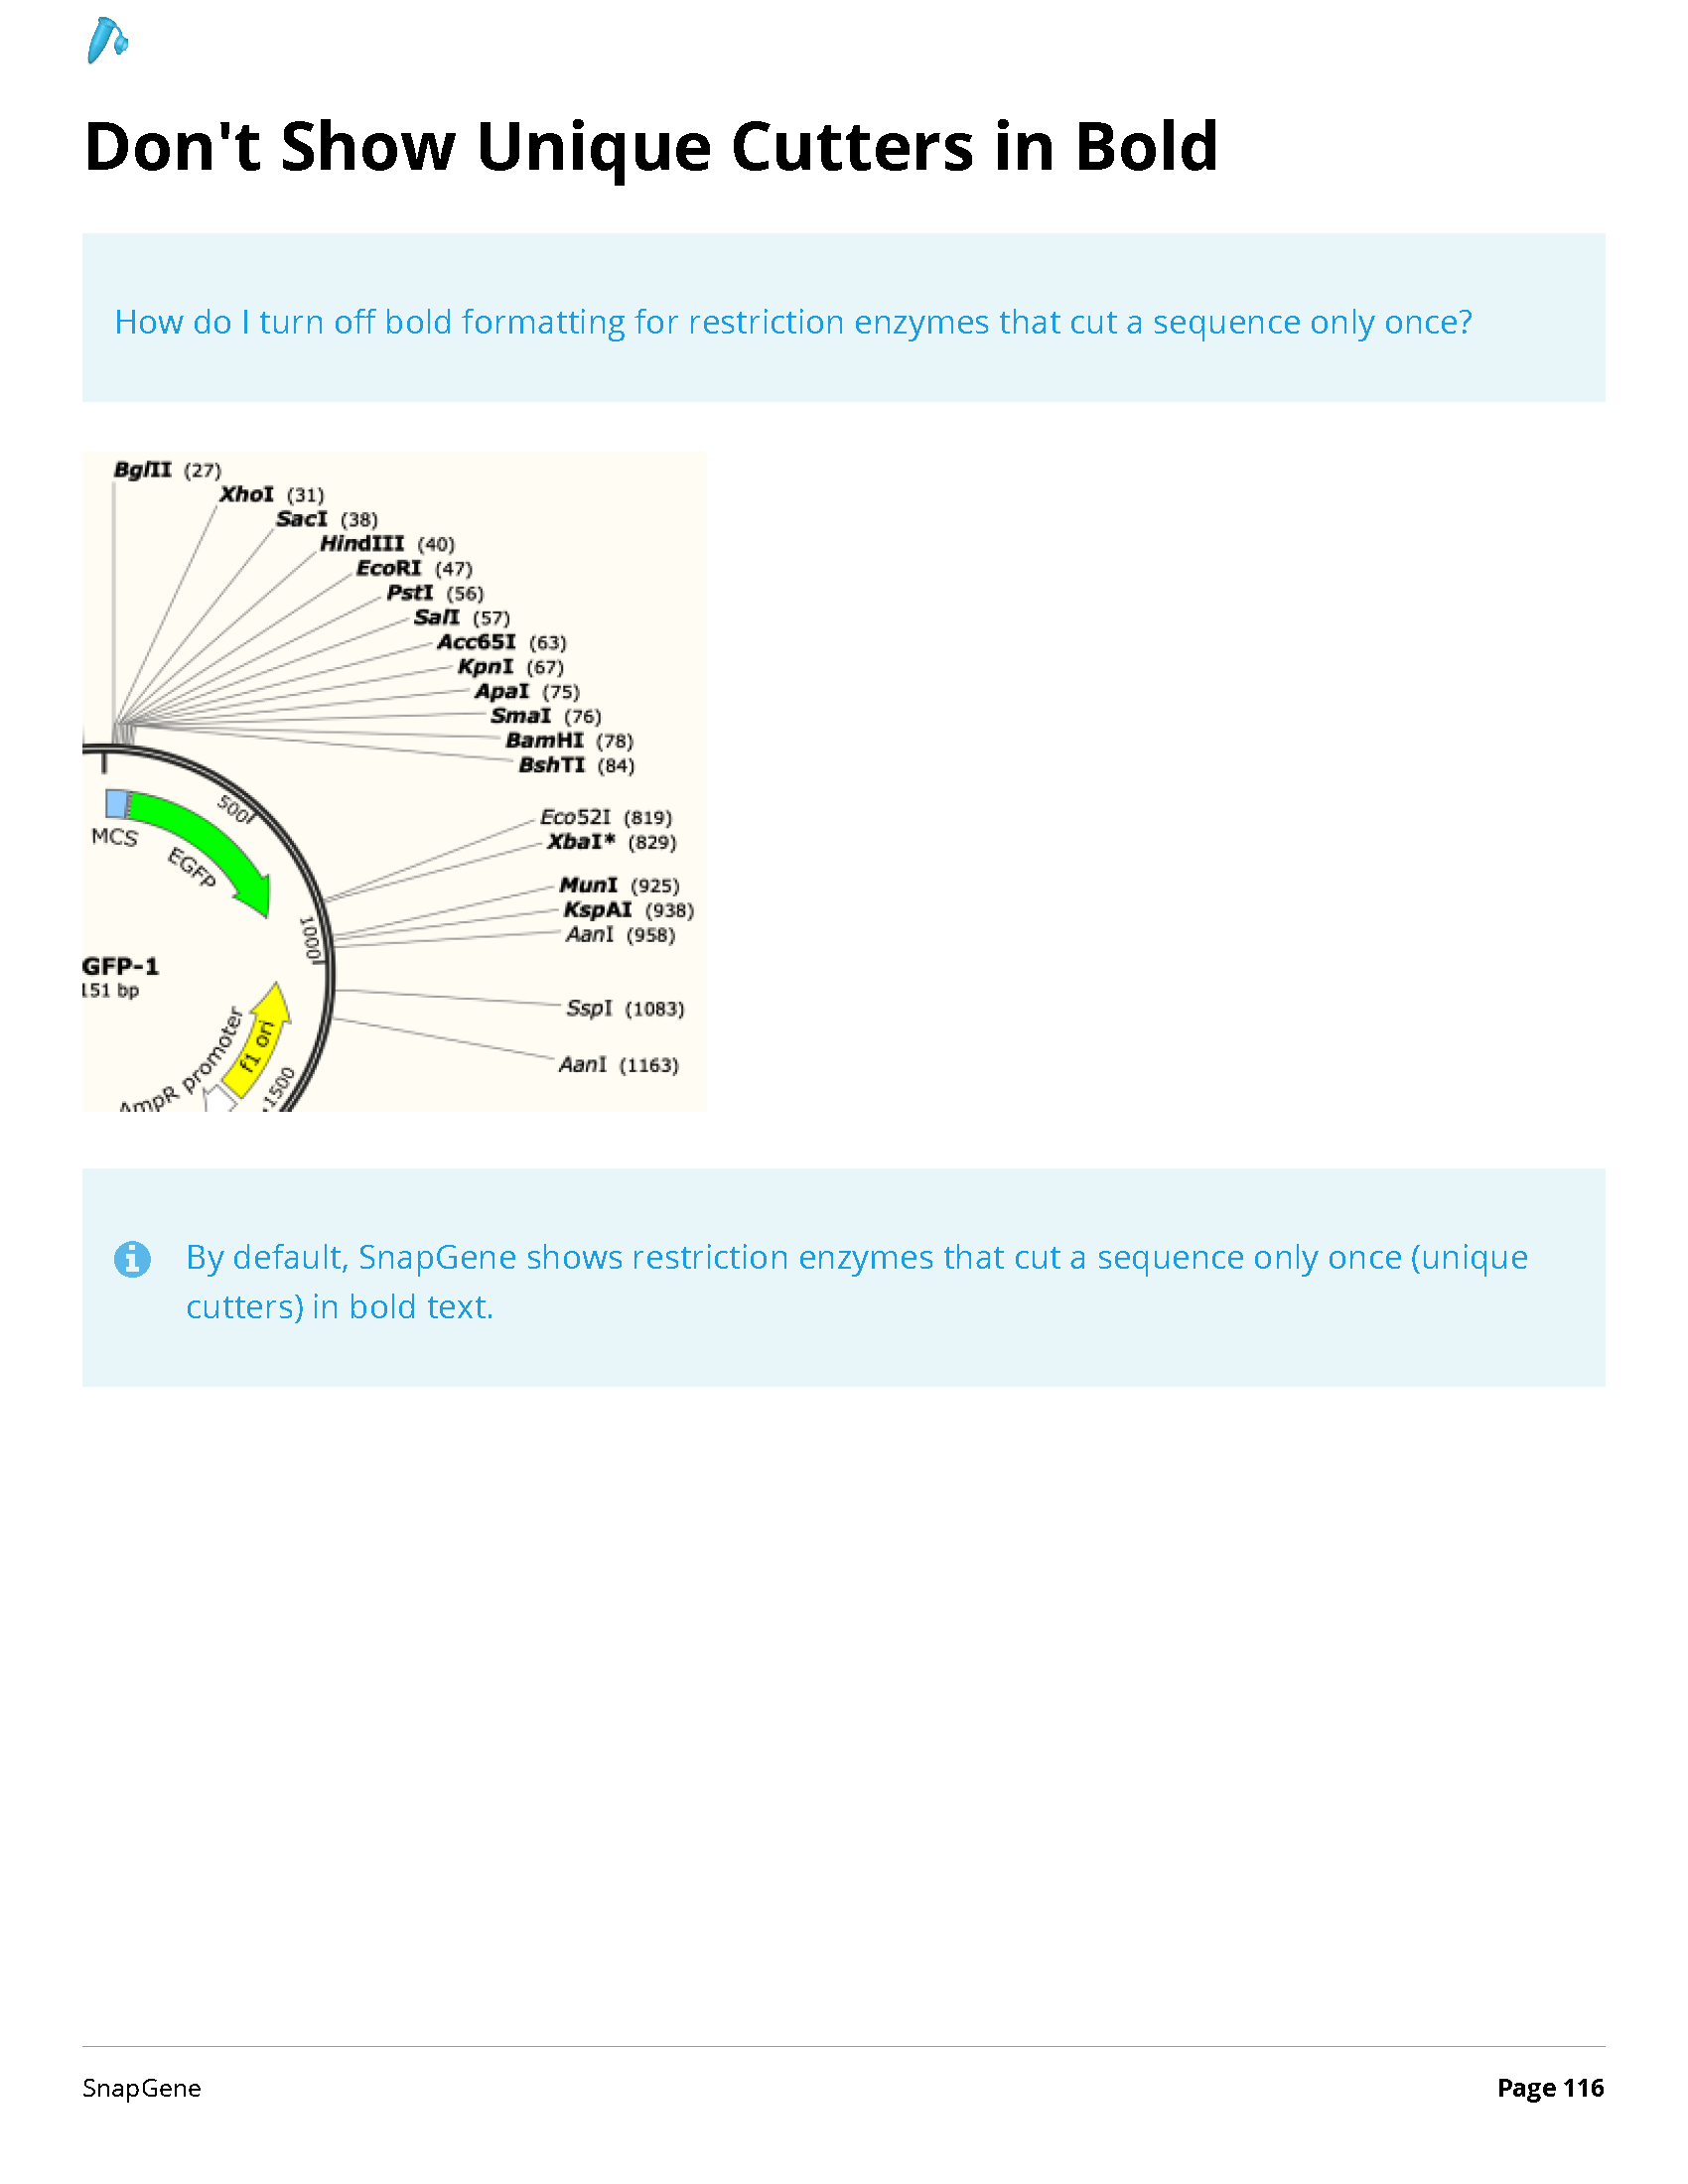 Don't Show Unique Cutters in Bold
How do I turn off bold formatting for restriction enzymes that cut a sequence only once?
BglII (27)
XhoI (31)
SacI (38)
HindIII (40)
EcoRI (47)
PstI (56)
SalI (57)
Acc65I (63)
KpnI (67)
ApaI (75)
SmaI (76)
BamHI (78)
BshTI (84)
500
MCS
EGFP
Eco52I (819)
XbaI* (829)
MunI (925)
KspAI (938)
AanI (958)
1000
GFP-1
151 bp
SspI (1083)
AanI (1163)
f1 ori
AmpR promoter
1500
By default, SnapGene shows restriction enzymes that cut a sequence only once (unique
cutters) in bold text.
SnapGene
Page 116